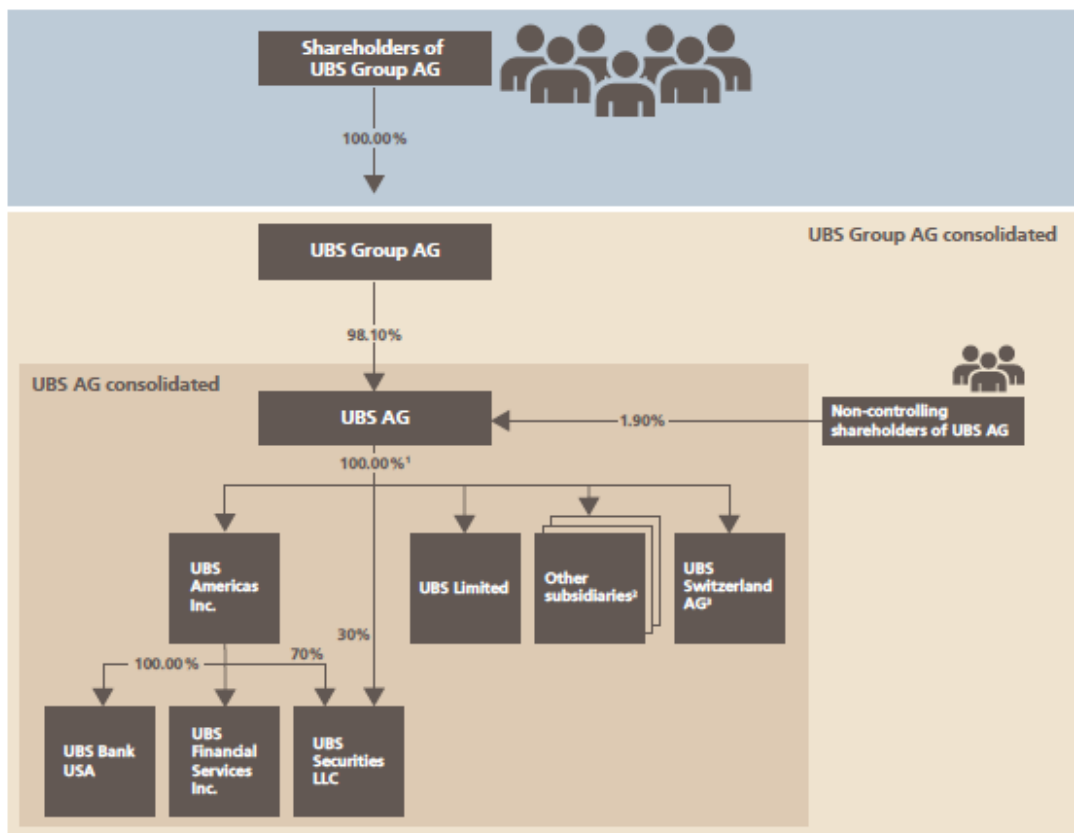 Shareholders of
UBS Group AG
100.00%
UBS Group AG consolidated
UBS Group AG
98.10%
UBS AG consolidated
UBS AG
1.90%
Non-controlling
shareholders of UBS AG
100.00%¹
UBS
Americas
Inc.
UBS Limited
Other
subsidiaries²
UBS
Switzerland
AG³
30%
100.00%
70%
UBS Bank
USA
UBS
Financial
Services
Inc.
UBS
Securities
LLC